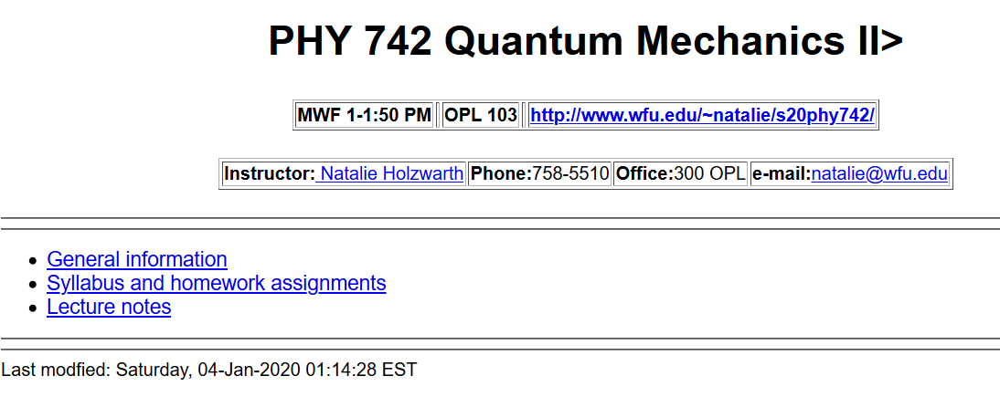 PHY 742 Quantum Mechanics II>
MWF 1-1:50 PM OPL 103 http://www.wfu.edu/~natalie/s20phy742/
Instructor: Natalie Holzwarth Phone:758-5510 Office:300 OPL e-mail:natalie@wfu.edu
General information
Syllabus and homework assignments
Lecture notes
Last modfied: Saturday, 04-Jan-2020 01:14:28 EST